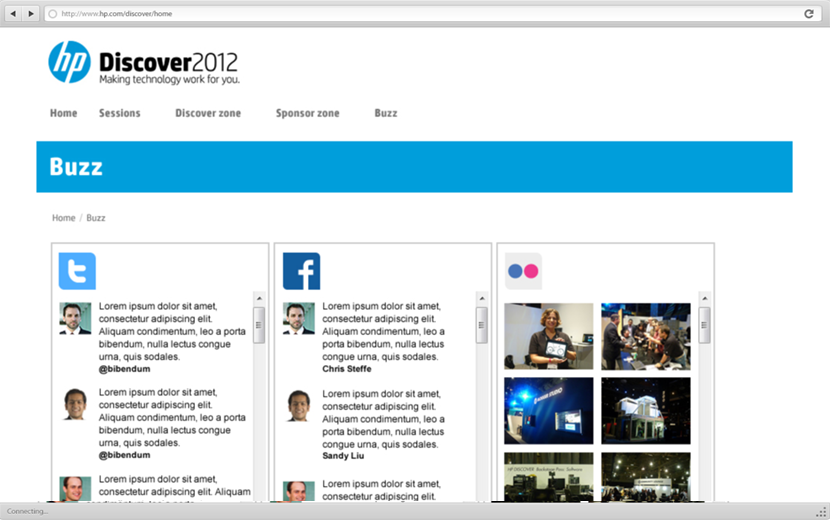 http://www.hp.com/discover/home
hp
Discover2012
Making technology work for you.
Home Sessions Discover zone Sponsor zone Buzz
Buzz
Home / Buzz
Lorem ipsum dolor sit amet,
consectetur adipiscing elit.
Aliquam condimentum, leo a porta
bibendum, nulla lectus congue
urna, quis sodales.
@bibendum
Lorem ipsum dolor sit amet,
consectetur adipiscing elit.
Aliquam condimentum, leo a porta
bibendum, nulla lectus congue
urna, quis sodales.
@bibendum
Lorem ipsum dolor sit amet,
consectetur adipiscing elit. Aliquam
Lorem ipsum dolor sit amet,
consectetur adipiscing elit.
Aliquam condimentum, leo a
porta bibendum, nulla lectus
congue urna, quis sodales.
Chris Steffe
Lorem ipsum dolor sit amet,
consectetur adipiscing elit.
Aliquam condimentum, leo a
porta bibendum, nulla lectus
congue urna, quis sodales.
Sandy Liu
Lorem ipsum dolor sit amet,
consectetur adipiscing elit.
Connecting...